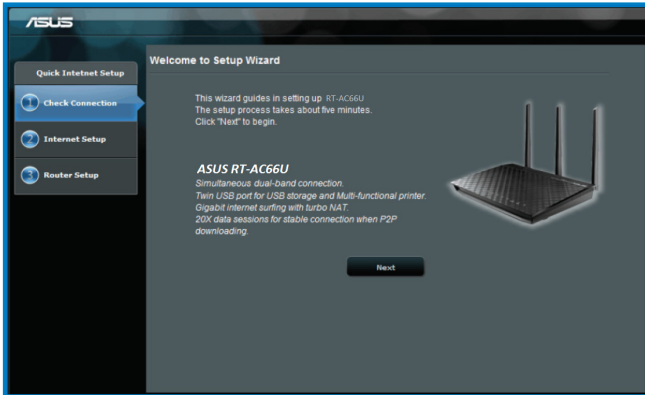 ASUS
Quick Intetnet Setup
1 Check Connection
2 Internet Setup
3 Router Setup
Welcome to Setup Wizard
This wizard guides in setting up RT-AC66U
The setup process takes about five minutes.
Click "Next" to begin.
ASUS RT-AC66U
Simultaneous dual-band connection.
Twin USB port for USB storage and Multi-functional printer.
Gigabit internet surfing with turbo NAT.
20X data sessions for stable connection when P2P
downloading.
Next